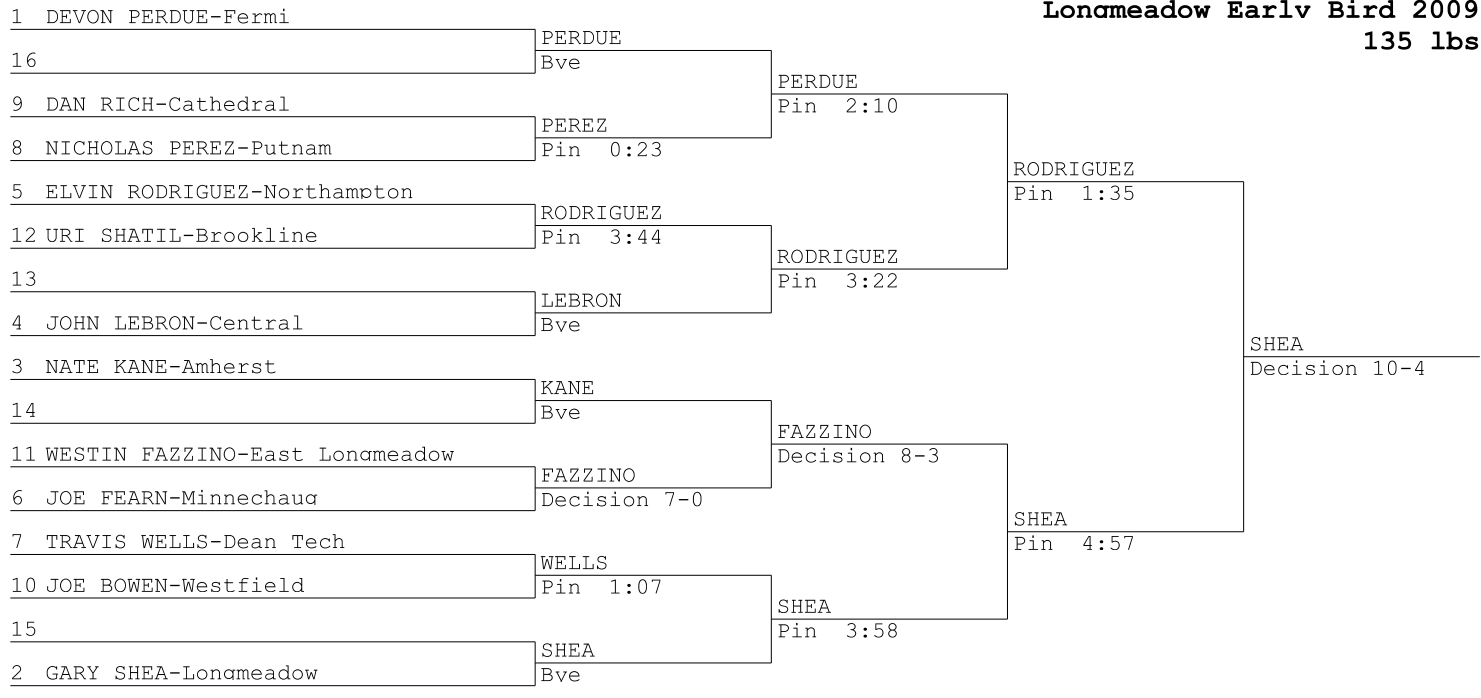 Longmeadow Early Bird 2009
135 lbs
1 DEVON PERDUE-Fermi
16
9 DAN RICH-Cathedral
8 NICHOLAS PEREZ-Putnam
5 ELVIN RODRIGUEZ-Northampton
12 URI SHATIL-Brookline
13
4 JOHN LEBRON-Central
3 NATE KANE-Amherst
14
11 WESTIN FAZZINO-East Longmeadow
6 JOE FEARN-Minnechaug
7 TRAVIS WELLS-Dean Tech
10 JOE BOWEN-Westfield
15
2 GARY SHEA-Longmeadow
PERDUE
Bye
PEREZ
Pin 0:23
RODRIGUEZ
Pin 3:44
LEBRON
Bye
KANE
Bye
FAZZINO
Decision 7-0
WELLS
Pin 1:07
SHEA
Bye
PERDUE
Pin 2:10
RODRIGUEZ
Pin 3:22
FAZZINO
Decision 8-3
SHEA
Pin 3:58
RODRIGUEZ
Pin 1:35
SHEA
Pin 4:57
SHEA
Decision 10-4